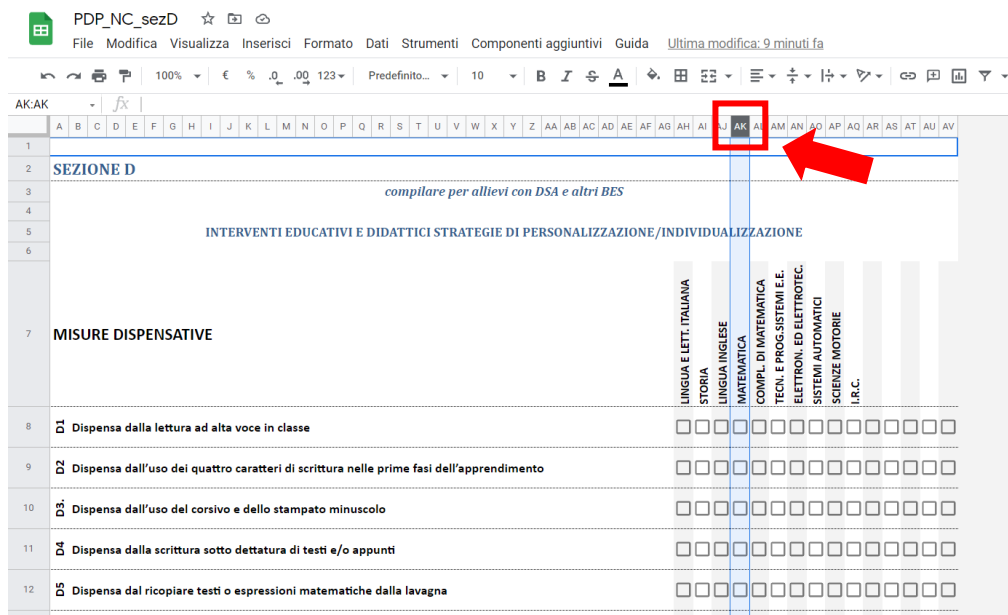 PDP_NC_sezD
File Modifica Visualizza Inserisci Formato Dati Strumenti Componenti aggiuntivi Guida Ultima modifica: 9 minuti fa
100% € % .0 .00 123 Predefinito... 10 B I S A
AK:AK fx
A B C D E F G H I J K L M N O P Q R S T U V W X Y Z AA AB AC AD AE AF AG AH AI AJ AK AL AM AN AO AP AQ AR AS AT AU AV
1
2 SEZIONE D
3 compilare per allievi con DSA e altri BES
4
5 INTERVENTI EDUCATIVI E DIDATTICI STRATEGIE DI PERSONALIZZAZIONE/INDIVIDUALIZZAZIONE
6
7 MISURE DISPENSATIVE
LINGUA E LETT. ITALIANA
STORIA
LINGUA INGLESE
MATEMATICA
COMPL. DI MATEMATICA
TECN. E PROG.SISTEMI E.E.
ELETTRON. ED ELETTROTEC.
SISTEMI AUTOMATICI
SCIENZE MOTORIE
I.R.C.
8 D1 Dispensa dalla lettura ad alta voce in classe
9 D2 Dispensa dall'uso dei quattro caratteri di scrittura nelle prime fasi dell'apprendimento
10 D3. Dispensa dall'uso del corsivo e dello stampato minuscolo
11 D4 Dispensa dalla scrittura sotto dettatura di testi e/o appunti
12 D5 Dispensa dal ricopiare testi o espressioni matematiche dalla lavagna